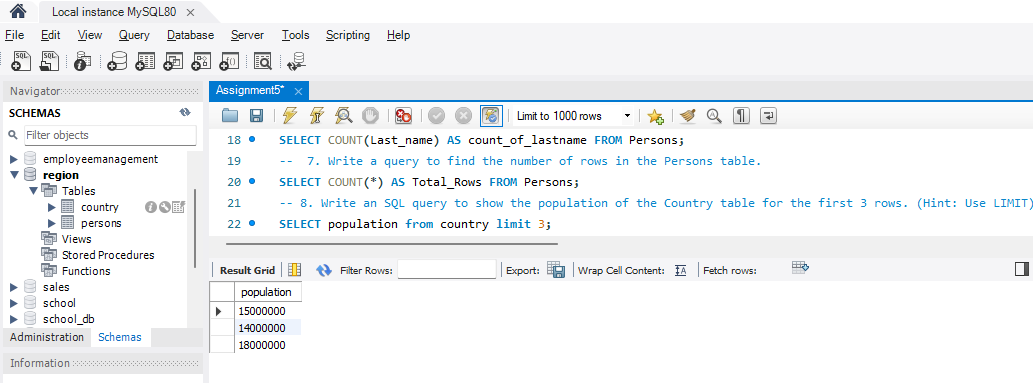 Local instance MySQL80
File Edit View Query Database Server Tools Scripting Help
Navigator
SCHEMAS
Filter objects
employeemanagement
region
Tables
country
persons
Views
Stored Procedures
Functions
sales
school
school_db
Administration Schemas
Information
Assignment5*
Limit to 1000 rows
18 SELECT COUNT(Last_name) AS count_of_lastname FROM Persons;
19 -- 7. Write a query to find the number of rows in the Persons table.
20 SELECT COUNT(*) AS Total_Rows FROM Persons;
21 -- 8. Write an SQL query to show the population of the Country table for the first 3 rows. (Hint: Use LIMIT)
22 SELECT population from country limit 3;
Result Grid Filter Rows: Export: Wrap Cell Content: Fetch rows:
population
15000000
14000000
18000000